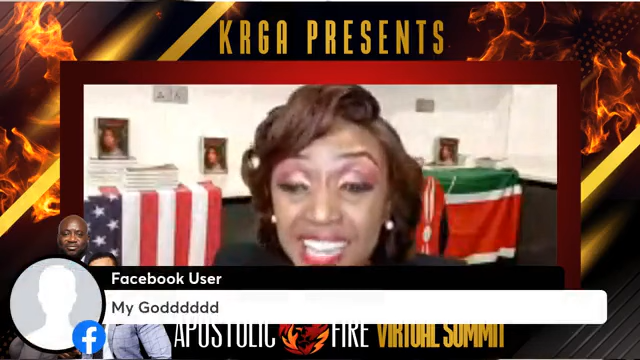 KRGA PRESENTS
Facebook User
My Godddddd
APOSTOLIC FIRE VIRTUAL SUMMIT